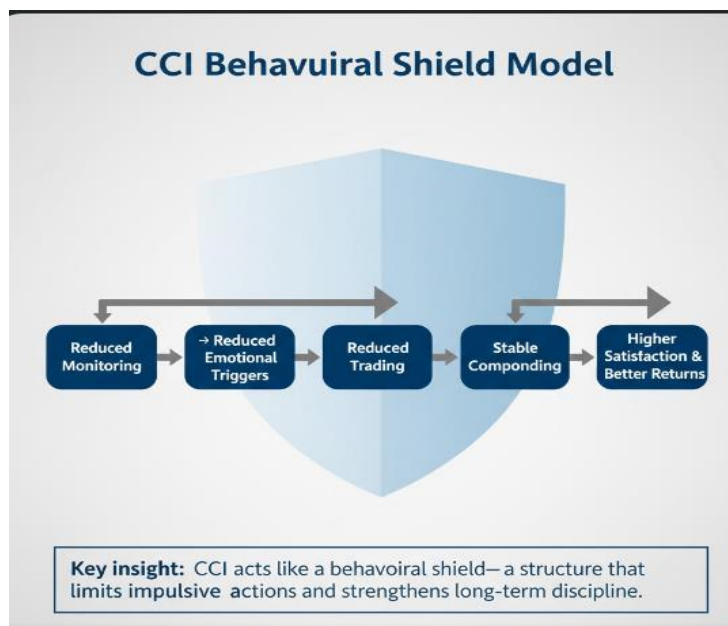 CCI Behavuiral Shield Model
Reduced
Monitoring
→ Reduced
Emotional
Triggers
Reduced
Trading
Stable
Componding
Higher
Satisfaction &
Better Returns
Key insight: CCI acts like a behavoiral shield— a structure that
limits impulsive actions and strengthens long-term discipline.